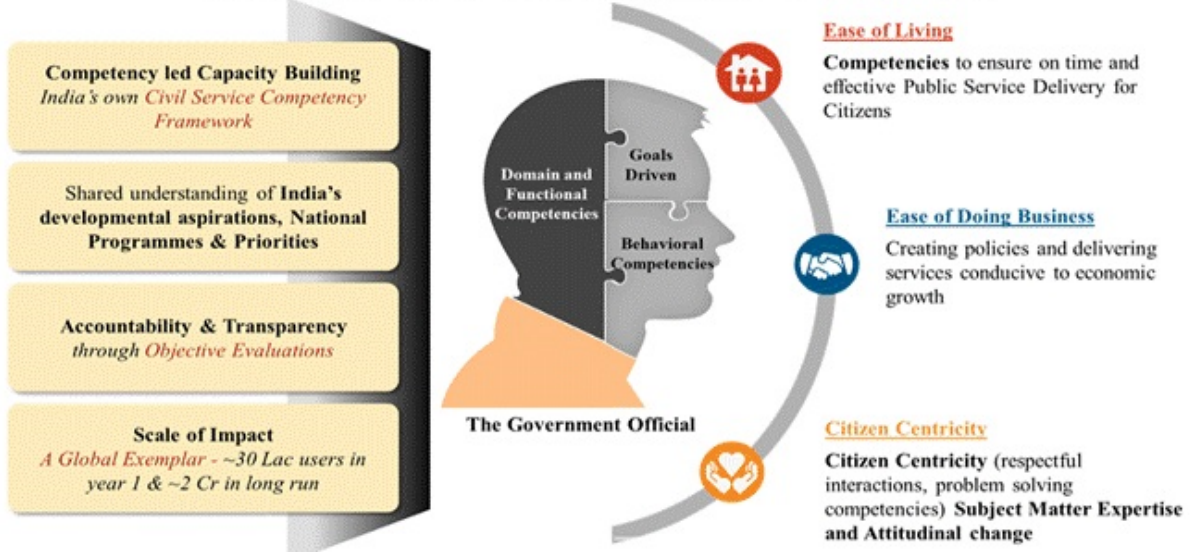 Competency led Capacity Building
India's own Civil Service Competency
Framework
Shared understanding of India's
developmental aspirations, National
Programmes & Priorities
Accountability & Transparency
through Objective Evaluations
Scale of Impact
A Global Exemplar - ~30 Lac users in
year 1 & ~2 Cr in long run
Domain and
Functional
Competencies
Goals
Driven
Behavioral
Competencies
The Government Official
Ease of Living
Competencies to ensure on time and
effective Public Service Delivery for
Citizens
Ease of Doing Business
Creating policies and delivering
services conducive to economic
growth
Citizen Centricity
Citizen Centricity (respectful
interactions, problem solving
competencies) Subject Matter Expertise
and Attitudinal change